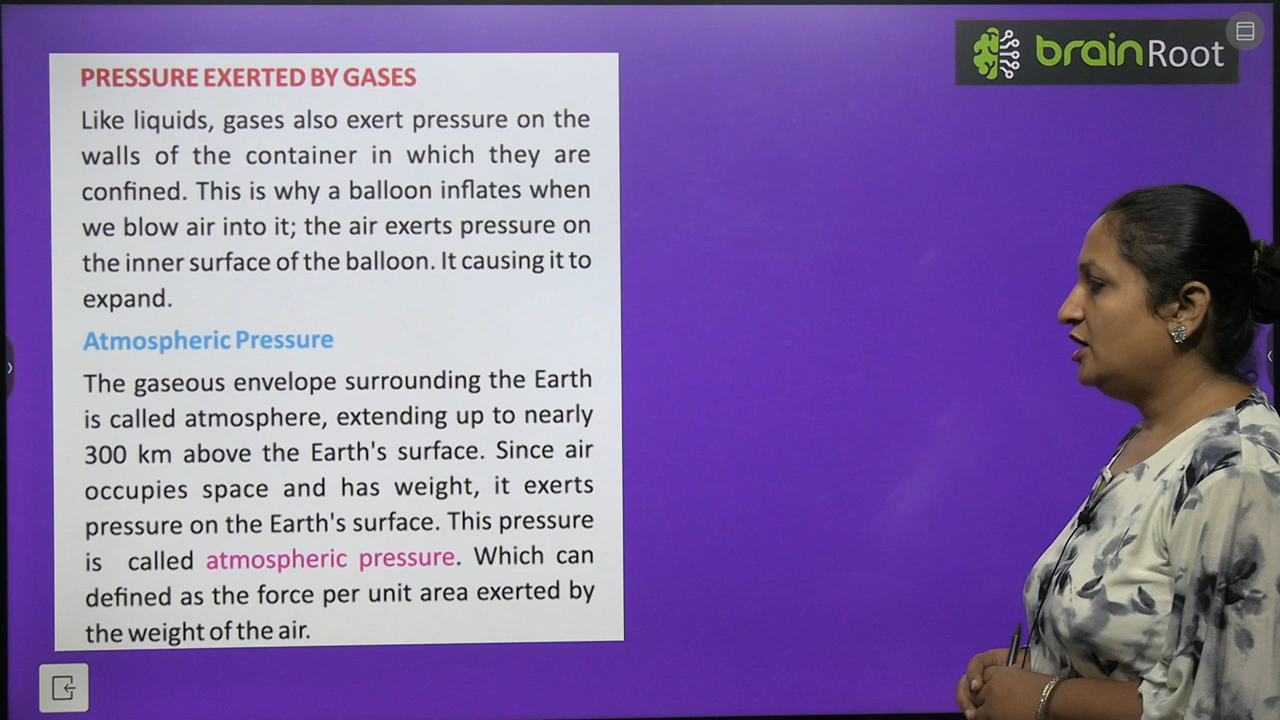 brainRoot
PRESSURE EXERTED BY GASES
Like liquids, gases also exert pressure on the
walls of the container in which they are
confined. This is why a balloon inflates when
we blow air into it; the air exerts pressure on
the inner surface of the balloon. It causing it to
expand.
Atmospheric Pressure
The gaseous envelope surrounding the Earth
is called atmosphere, extending up to nearly
300 km above the Earth's surface. Since air
occupies space and has weight, it exerts
pressure on the Earth's surface. This pressure
is called atmospheric pressure. Which can
defined as the force per unit area exerted by
the weight of the air.